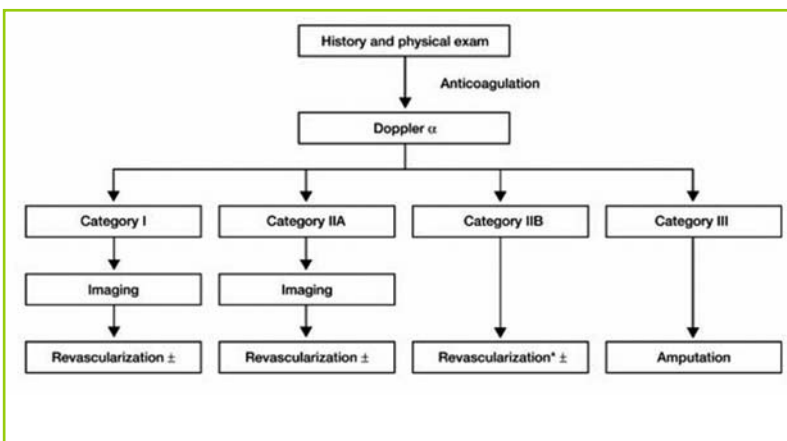 History and physical exam
Anticoagulation
Doppler α
Category I
Category IIA
Category IIB
Category III
Imaging
Imaging
Revascularization ±
Revascularization ±
Revascularization* ±
Amputation